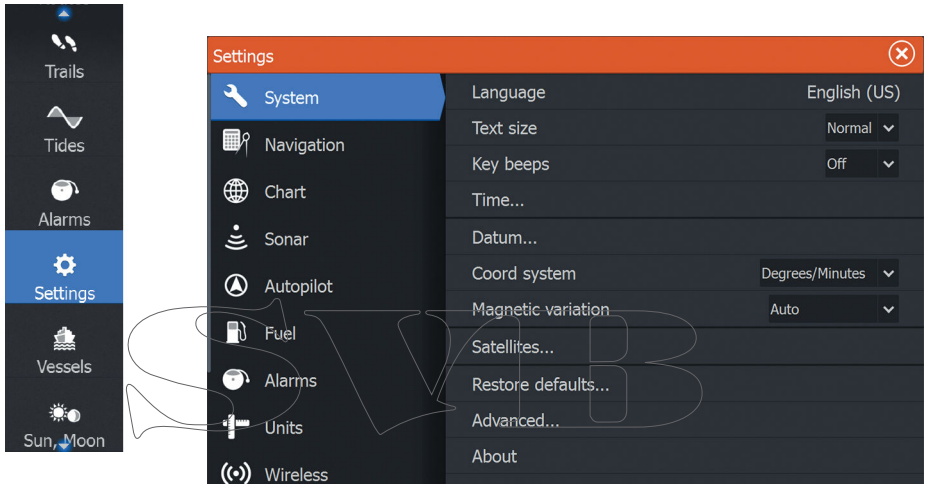 Trails
Tides
Alarms
Settings
Vessels
Sun, Moon
Settings
System
Navigation
Chart
Sonar
Autopilot
Fuel
Alarms
Units
Wireless
Language English (US)
Text size Normal
Key beeps Off
Time...
Datum...
Coord system Degrees/Minutes
Magnetic variation Auto
Satellites...
Restore defaults...
Advanced...
About
SVB